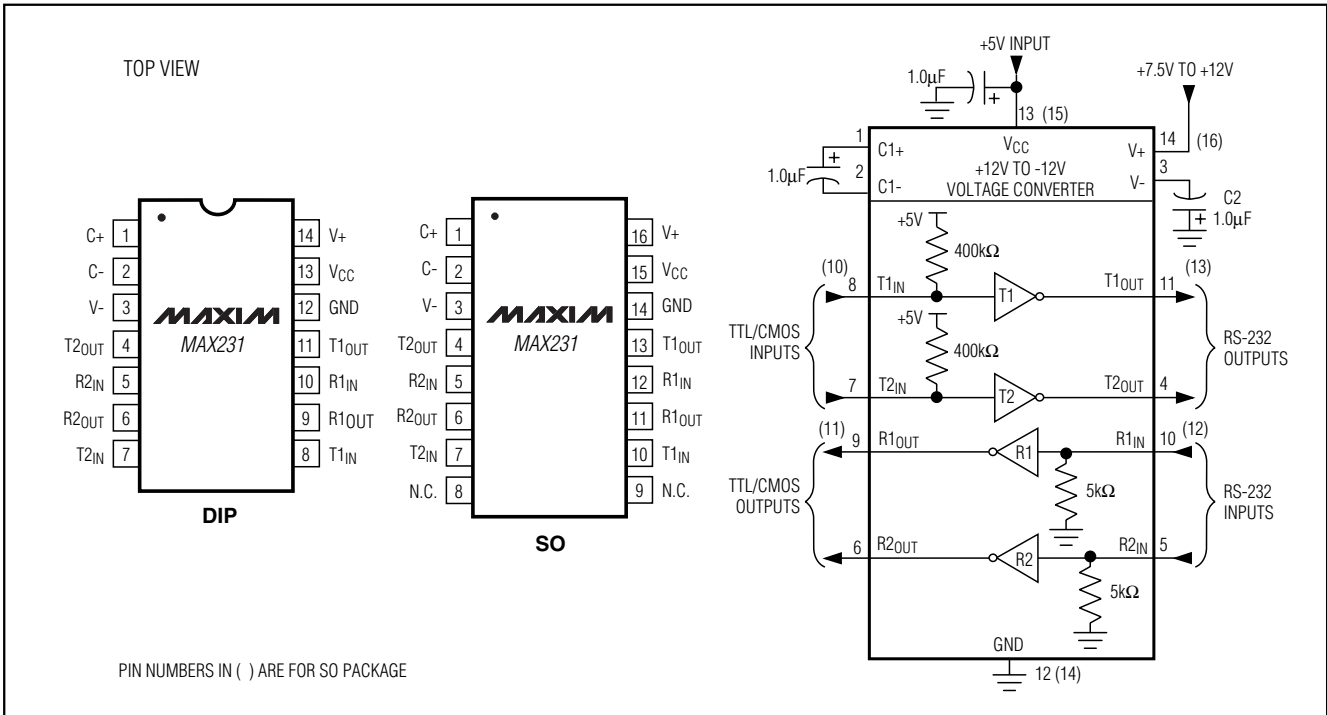 TOP VIEW
C+ 1
C- 2
V- 3
T2OUT 4
R2IN 5
R2OUT 6
T2IN 7
14 V+
13 VCC
12 GND
11 T1OUT
10 R1IN
9 R1OUT
8 T1IN
MAXIM
MAX231
DIP
C+ 1
C- 2
V- 3
T2OUT 4
R2IN 5
R2OUT 6
T2IN 7
N.C. 8
16 V+
15 VCC
14 GND
13 T1OUT
12 R1IN
11 R1OUT
10 T1IN
9 N.C.
MAXIM
MAX231
SO
+5V INPUT
1.0µF
+
+7.5V TO +12V
13 (15)
1
C1+
VCC
V+
14 (16)
+
1.0µF
2
C1-
+12V TO -12V
VOLTAGE CONVERTER
V-
3
C2
+ 1.0µF
+5V
400kΩ
(10)
8
T1IN
T1
T1OUT
11
(13)
TTL/CMOS
INPUTS
+5V
400kΩ
RS-232
OUTPUTS
7
T2IN
T2
T2OUT
4
(11)
9
R1OUT
R1
R1IN
10
(12)
TTL/CMOS
OUTPUTS
5kΩ
RS-232
INPUTS
6
R2OUT
R2
R2IN
5
5kΩ
GND
12 (14)
PIN NUMBERS IN ( ) ARE FOR SO PACKAGE